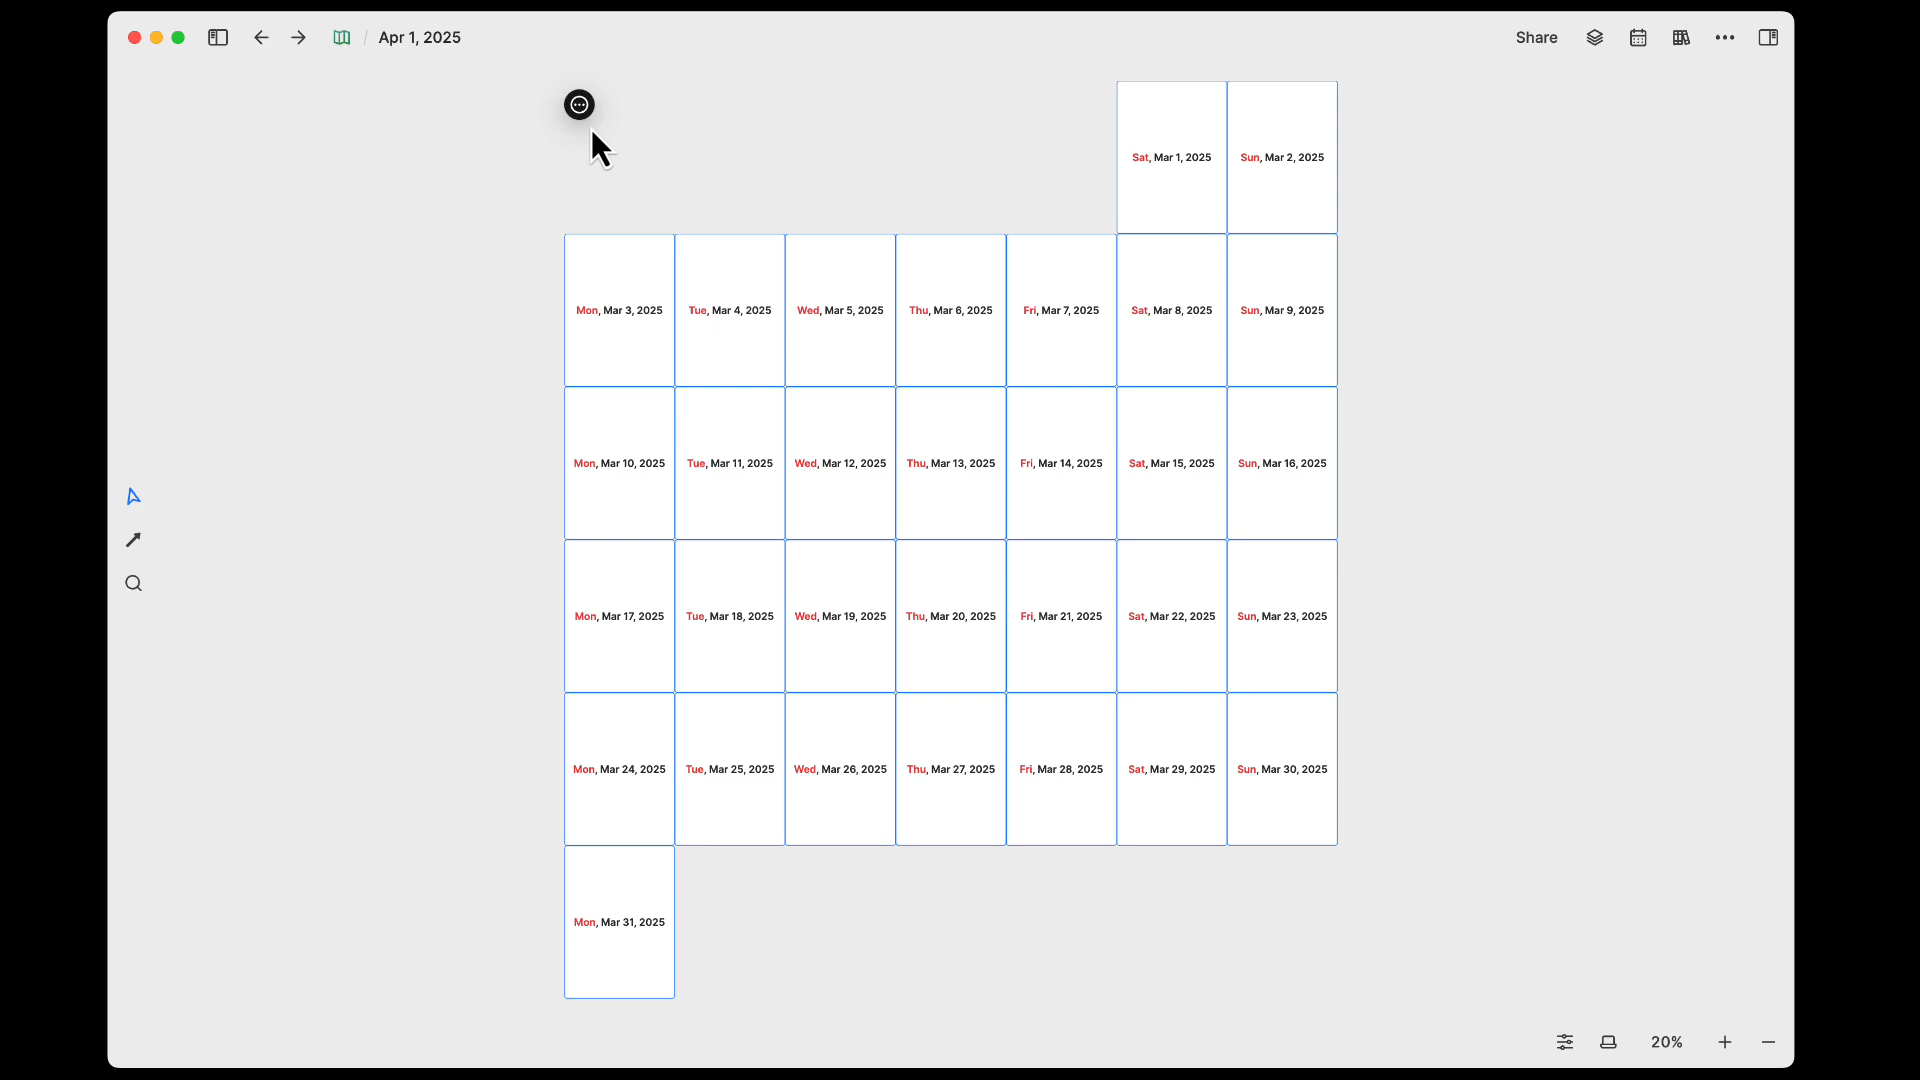 Apr 1, 2025
Share
Sat, Mar 1, 2025
Sun, Mar 2, 2025
Mon, Mar 3, 2025
Tue, Mar 4, 2025
Wed, Mar 5, 2025
Thu, Mar 6, 2025
Fri, Mar 7, 2025
Sat, Mar 8, 2025
Sun, Mar 9, 2025
Mon, Mar 10, 2025
Tue, Mar 11, 2025
Wed, Mar 12, 2025
Thu, Mar 13, 2025
Fri, Mar 14, 2025
Sat, Mar 15, 2025
Sun, Mar 16, 2025
Mon, Mar 17, 2025
Tue, Mar 18, 2025
Wed, Mar 19, 2025
Thu, Mar 20, 2025
Fri, Mar 21, 2025
Sat, Mar 22, 2025
Sun, Mar 23, 2025
Mon, Mar 24, 2025
Tue, Mar 25, 2025
Wed, Mar 26, 2025
Thu, Mar 27, 2025
Fri, Mar 28, 2025
Sat, Mar 29, 2025
Sun, Mar 30, 2025
Mon, Mar 31, 2025
20%